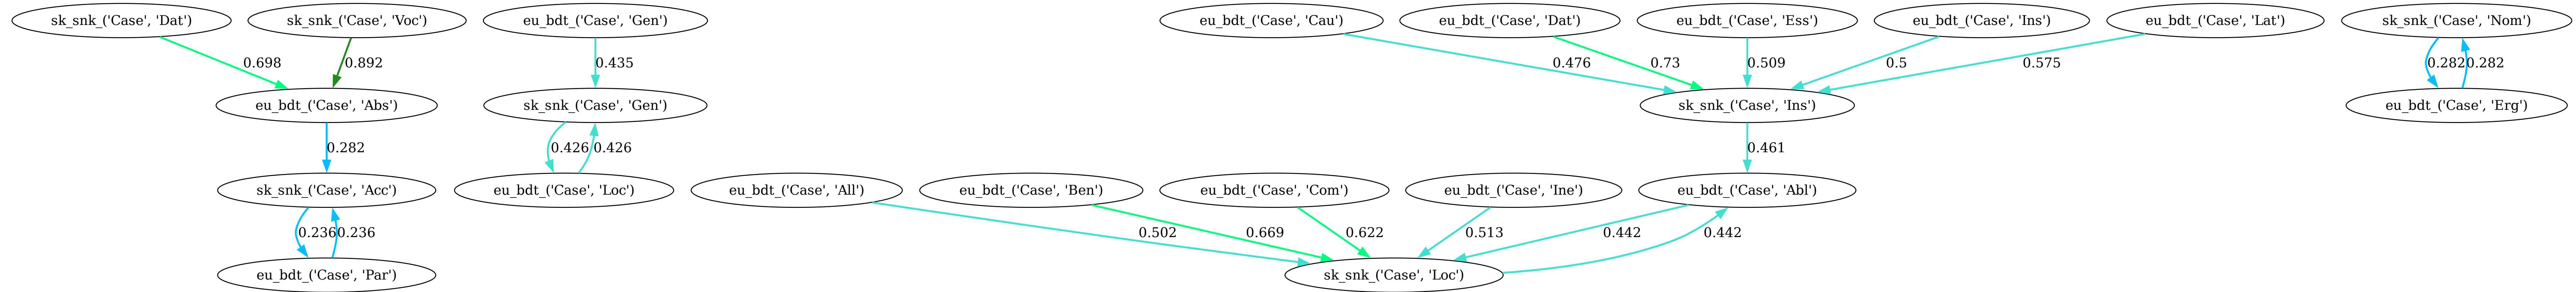 sk_snk_('Case', 'Dat') sk_snk_('Case', 'Voc') eu_bdt_('Case', 'Gen') eu_bdt_('Case', 'Cau') eu_bdt_('Case', 'Dat') eu_bdt_('Case', 'Ess') eu_bdt_('Case', 'Ins') eu_bdt_('Case', 'Lat') sk_snk_('Case', 'Nom')
0.698 0.892 0.435 0.476 0.73 0.509 0.5 0.575 0.282 0.282
eu_bdt_('Case', 'Abs') sk_snk_('Case', 'Gen') sk_snk_('Case', 'Ins') eu_bdt_('Case', 'Erg')
0.282 0.426 0.426 0.461
sk_snk_('Case', 'Acc') eu_bdt_('Case', 'Loc') eu_bdt_('Case', 'All') eu_bdt_('Case', 'Ben') eu_bdt_('Case', 'Com') eu_bdt_('Case', 'Ine') eu_bdt_('Case', 'Abl')
0.236 0.236 0.502 0.669 0.622 0.513 0.442 0.442
eu_bdt_('Case', 'Par') sk_snk_('Case', 'Loc')